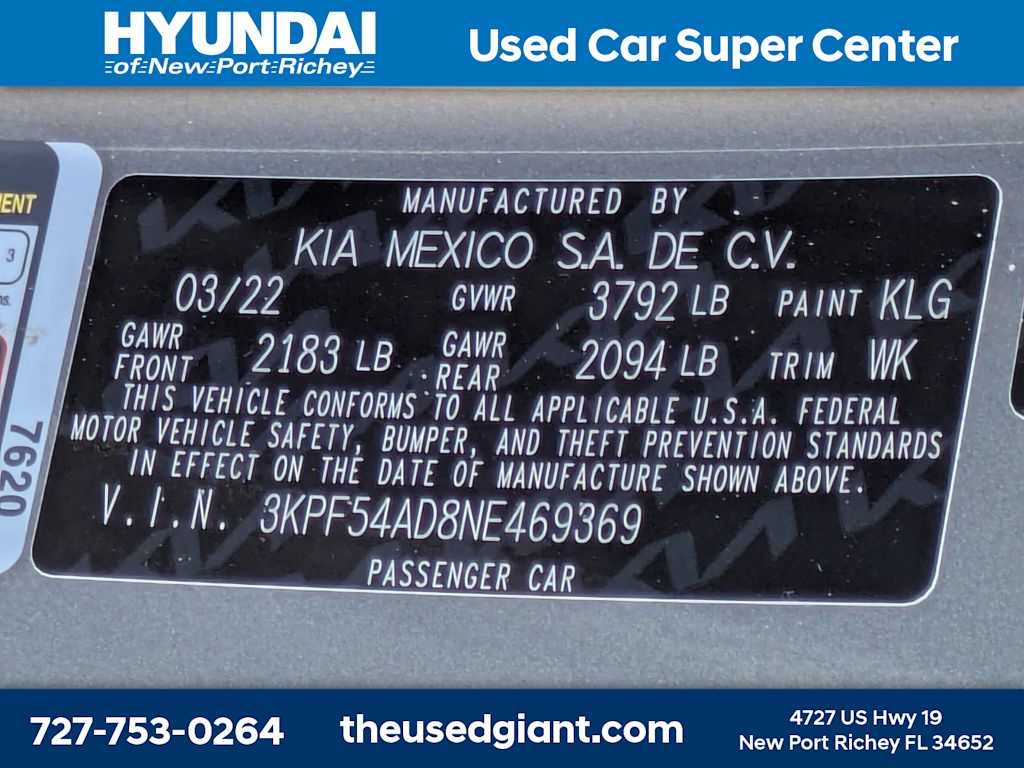 HYUNDAI
of New Port Richey
Used Car Super Center
MENT
3
7620
MANUFACTURED BY
KIA MEXICO S.A. DE C.V.
03/22 GVWR 3792 LB PAINT KLG
GAWR FRONT 2183 LB GAWR REAR 2094 LB TRIM WK
THIS VEHICLE CONFORMS TO ALL APPLICABLE U.S.A. FEDERAL
MOTOR VEHICLE SAFETY, BUMPER, AND THEFT PREVENTION STANDARDS
IN EFFECT ON THE DATE OF MANUFACTURE SHOWN ABOVE.
V.I.N. 3KPF54AD8NE469369
PASSENGER CAR
727-753-0264
theusedgiant.com
4727 US Hwy 19
New Port Richey FL 34652